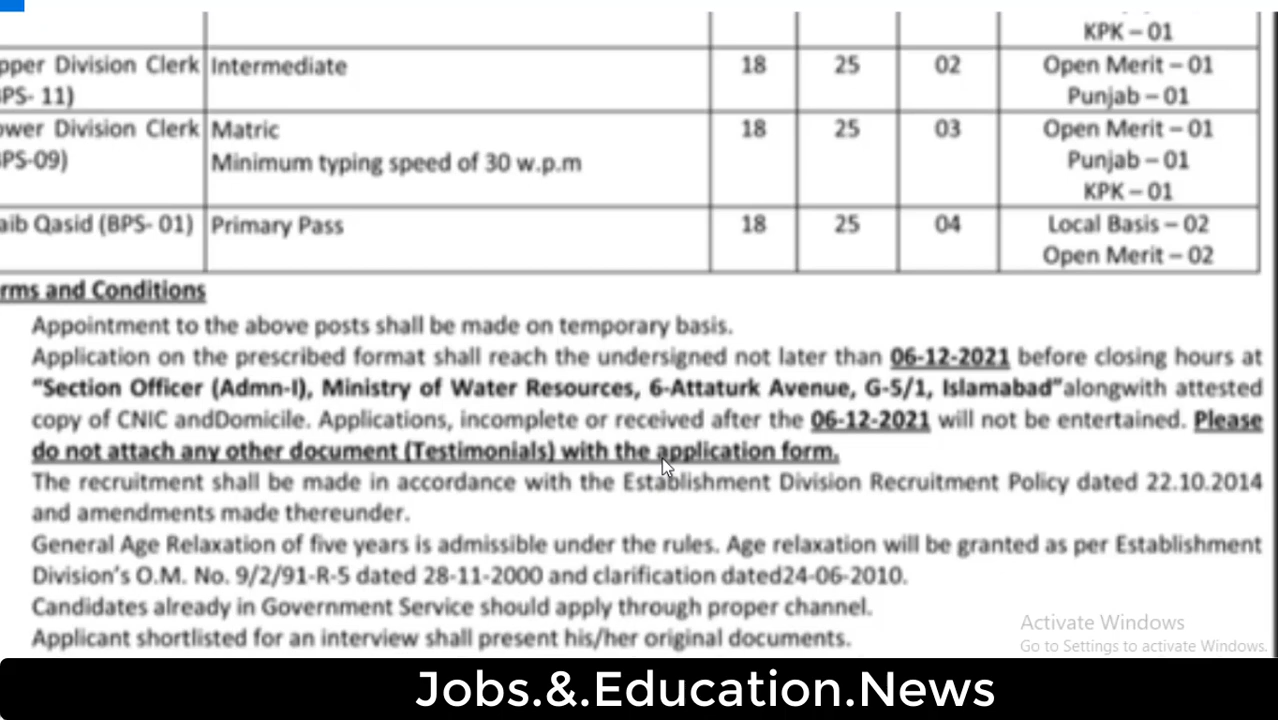 KPK – 01
pper Division Clerk Intermediate 18 25 02 Open Merit – 01
PS- 11) Punjab – 01
ower Division Clerk Matric 18 25 03 Open Merit – 01
PS-09) Minimum typing speed of 30 w.p.m Punjab – 01
KPK – 01
aib Qasid (BPS- 01) Primary Pass 18 25 04 Local Basis – 02
Open Merit – 02
rms and Conditions
Appointment to the above posts shall be made on temporary basis.
Application on the prescribed format shall reach the undersigned not later than 06-12-2021 before closing hours at
“Section Officer (Admn-I), Ministry of Water Resources, 6-Attaturk Avenue, G-5/1, Islamabad”alongwith attested
copy of CNIC andDomicile. Applications, incomplete or received after the 06-12-2021 will not be entertained. Please
do not attach any other document (Testimonials) with the application form.
The recruitment shall be made in accordance with the Establishment Division Recruitment Policy dated 22.10.2014
and amendments made thereunder.
General Age Relaxation of five years is admissible under the rules. Age relaxation will be granted as per Establishment
Division’s O.M. No. 9/2/91-R-5 dated 28-11-2000 and clarification dated24-06-2010.
Candidates already in Government Service should apply through proper channel.
Applicant shortlisted for an interview shall present his/her original documents.
Activate Windows
Go to Settings to activate Windows.
Jobs.&.Education.News